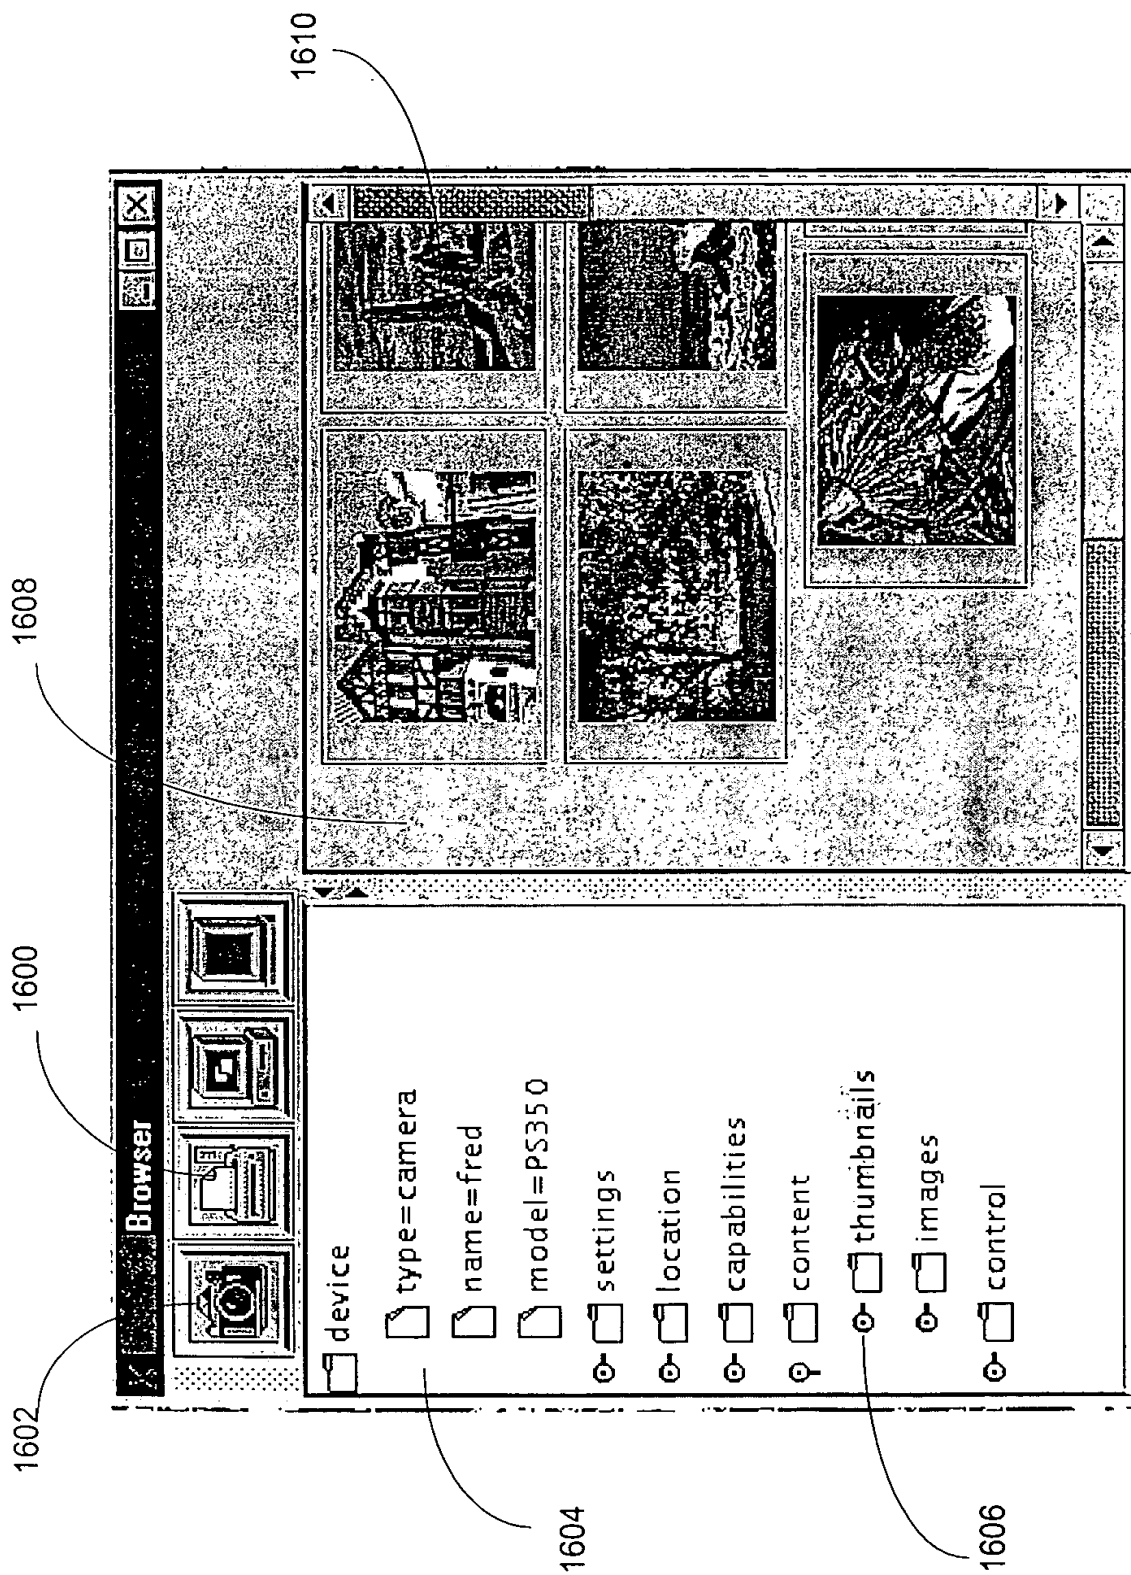 1602
1600
1608
1610
Browser
device
type=camera
name=fred
model=PS350
settings
location
capabilities
content
thumbnails
images
control
1604
1606